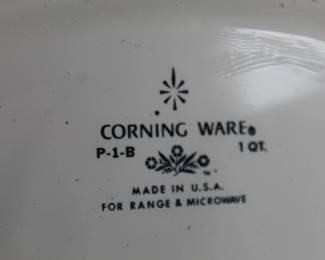 CORNING WARE®
P-1-B 1 QT.
™
MADE IN U.S.A.
FOR RANGE & MICROWAVE